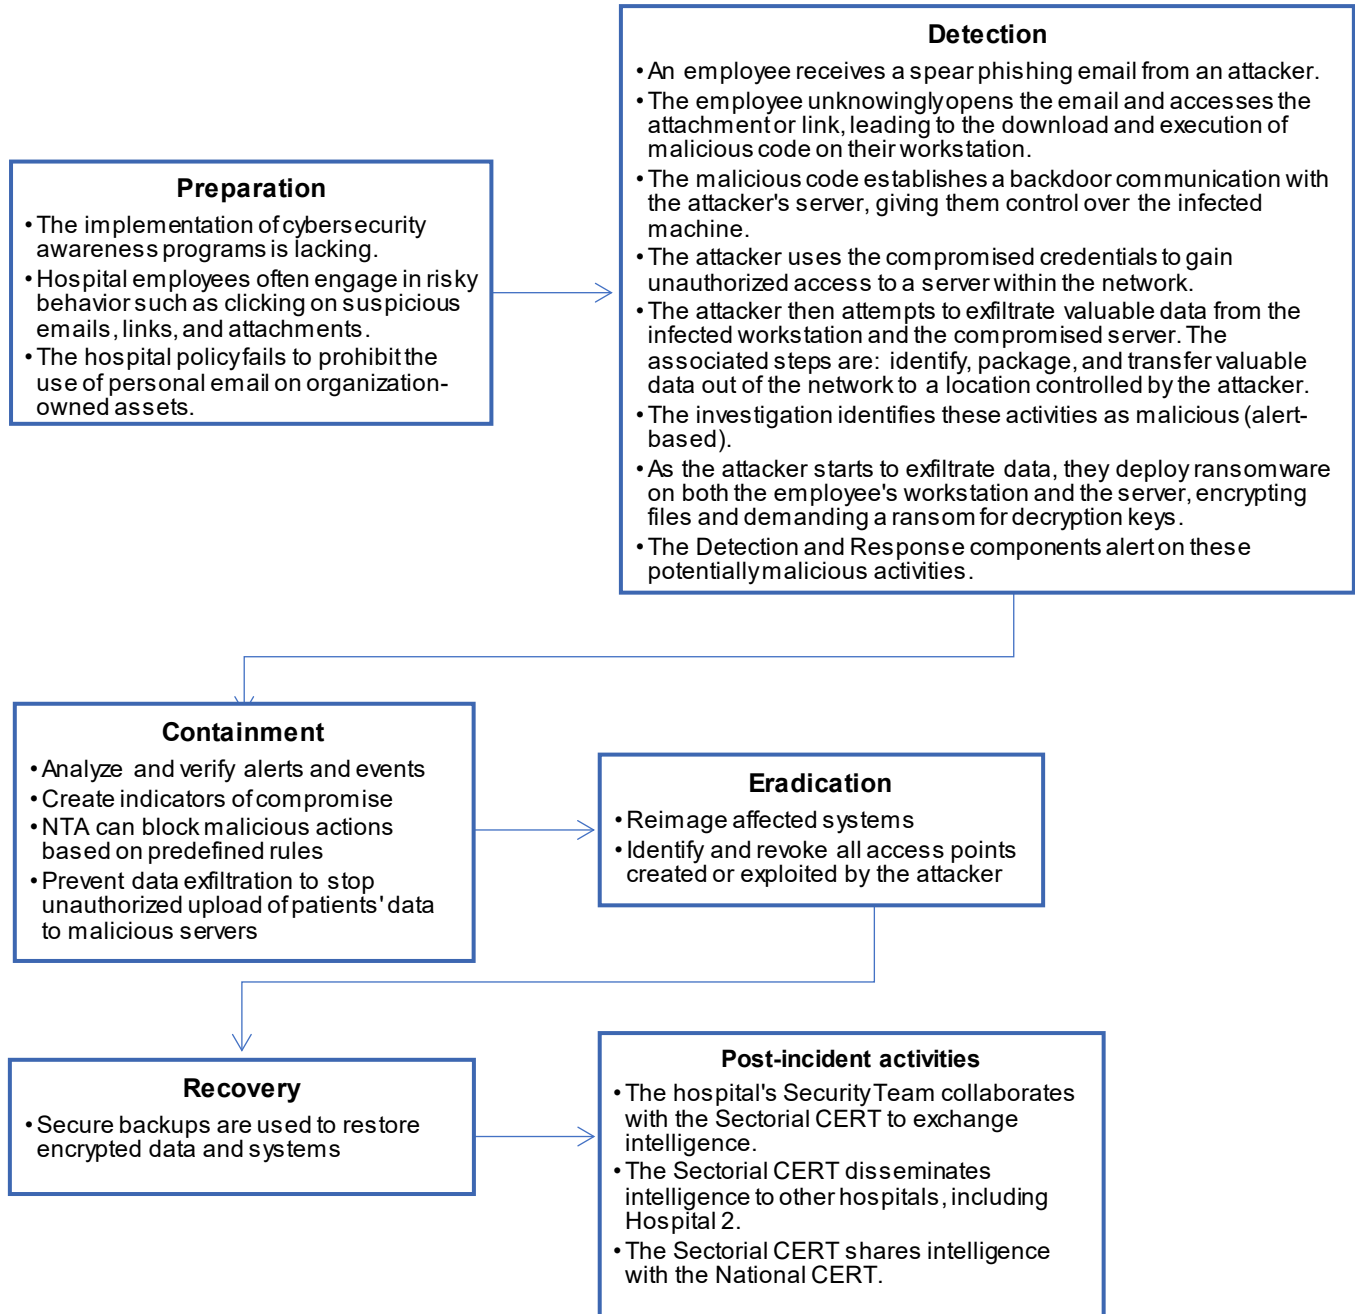 Preparation
• The implementation of cybersecurity
awareness programs is lacking.
• Hospital employees often engage in risky
behavior such as clicking on suspicious
emails, links, and attachments.
• The hospital policy fails to prohibit the
use of personal email on organization-
owned assets.
Detection
• An employee receives a spear phishing email from an attacker.
• The employee unknowingly opens the email and accesses the
attachment or link, leading to the download and execution of
malicious code on their workstation.
• The malicious code establishes a backdoor communication with
the attacker's server, giving them control over the infected
machine.
• The attacker uses the compromised credentials to gain
unauthorized access to a server within the network.
• The attacker then attempts to exfiltrate valuable data from the
infected workstation and the compromised server. The
associated steps are: identify, package, and transfer valuable
data out of the network to a location controlled by the attacker.
• The investigation identifies these activities as malicious (alert-
based).
• As the attacker starts to exfiltrate data, they deploy ransomware
on both the employee's workstation and the server, encrypting
files and demanding a ransom for decryption keys.
• The Detection and Response components alert on these
potentially malicious activities.
Containment
• Analyze and verify alerts and events
• Create indicators of compromise
• NTA can block malicious actions
based on predefined rules
• Prevent data exfiltration to stop
unauthorized upload of patients' data
to malicious servers
Eradication
• Reimage affected systems
• Identify and revoke all access points
created or exploited by the attacker
Recovery
• Secure backups are used to restore
encrypted data and systems
Post-incident activities
• The hospital's Security Team collaborates
with the Sectorial CERT to exchange
intelligence.
• The Sectorial CERT disseminates
intelligence to other hospitals, including
Hospital 2.
• The Sectorial CERT shares intelligence
with the National CERT.